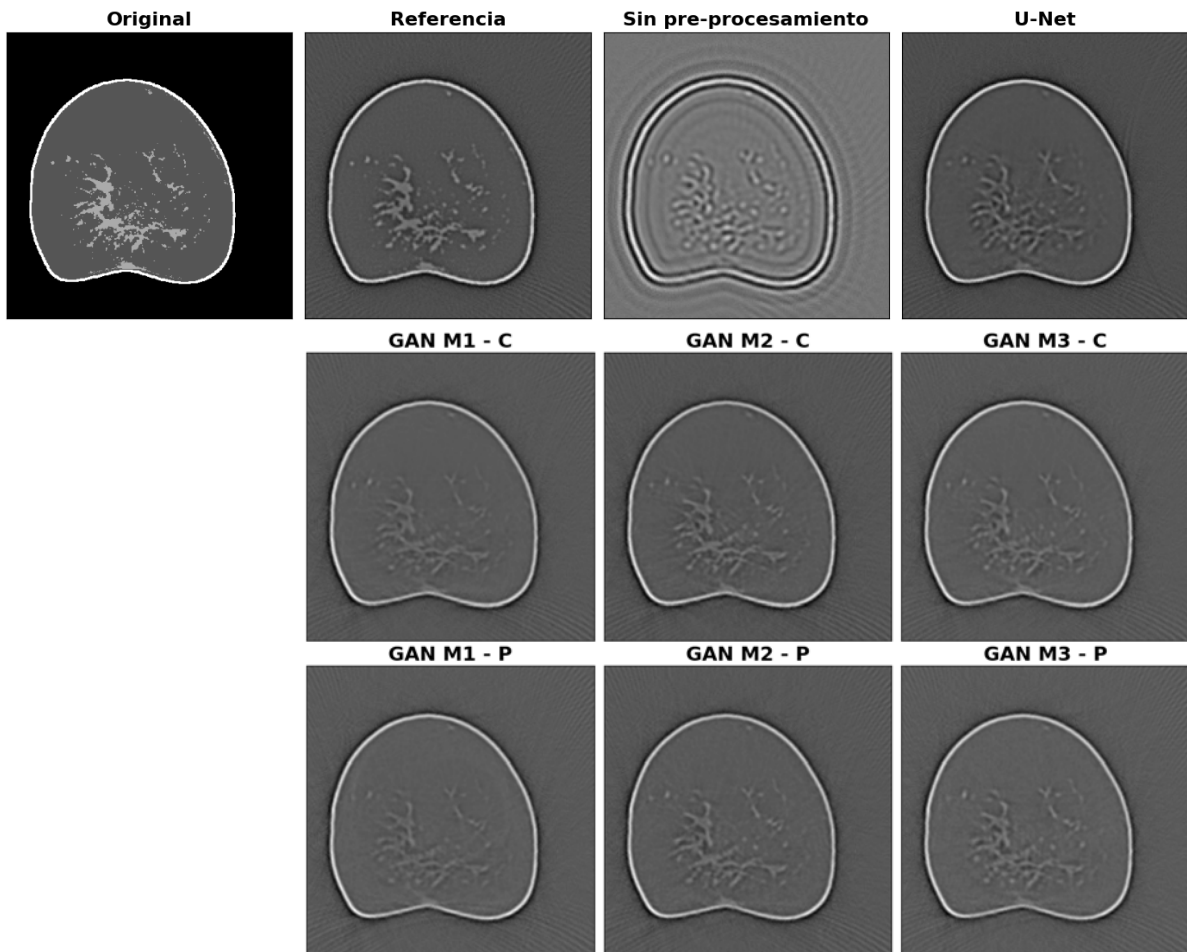 Original
Referencia
Sin pre-procesamiento
U-Net
GAN M1 - C
GAN M2 - C
GAN M3 - C
GAN M1 - P
GAN M2 - P
GAN M3 - P